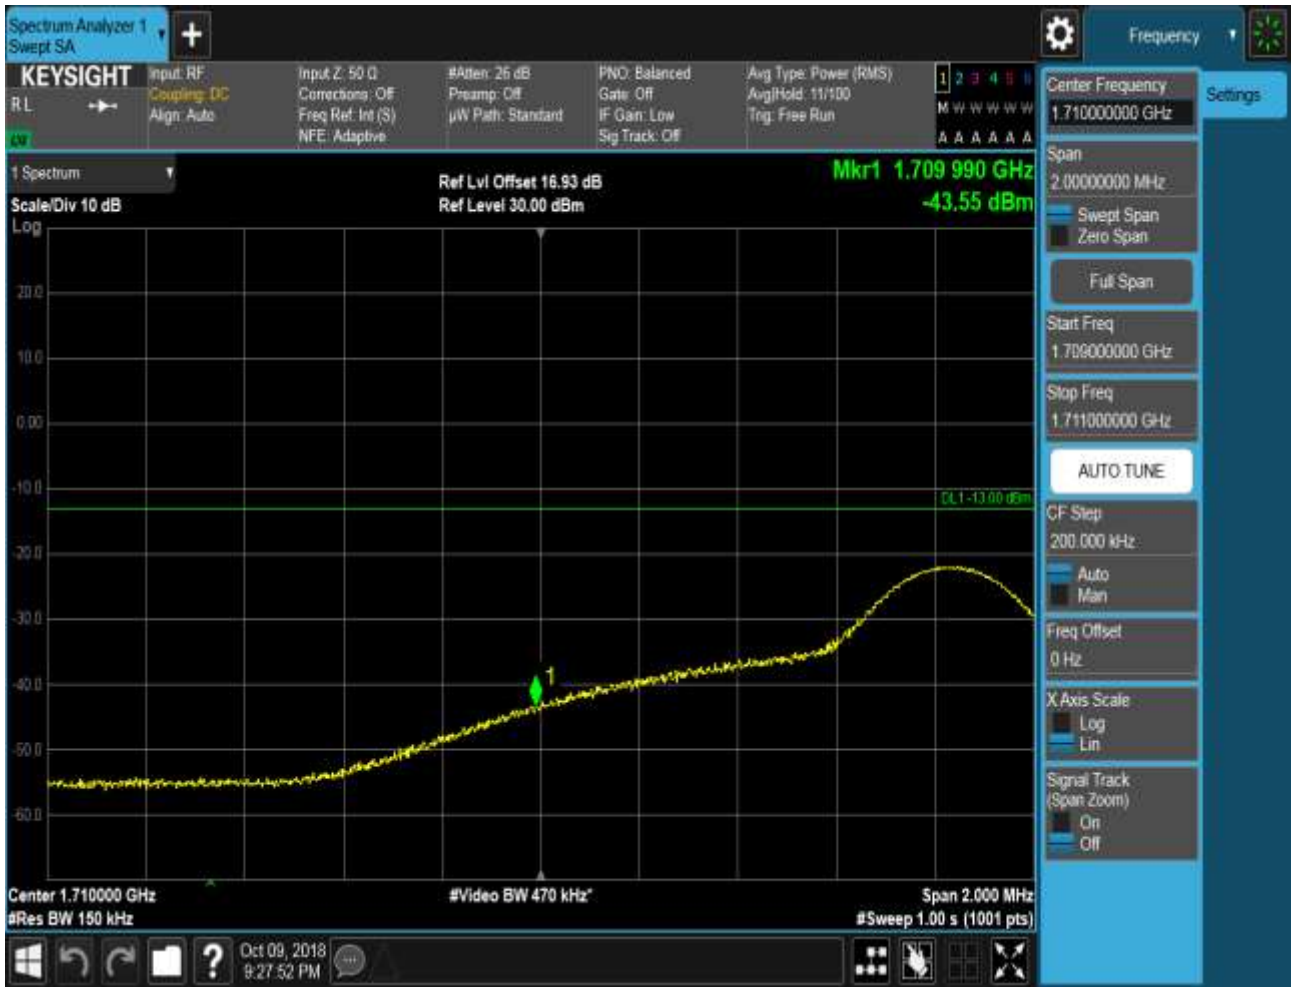 Spectrum Analyzer 1
Swept SA
Frequency
KEYSIGHT
RL
Input: RF
Coupling: DC
Align: Auto
Input Z: 50 Ω
Corrections: Off
Freq Ref: Int (S)
NFE: Adaptive
#Atten: 26 dB
Preamp: Off
µW Path: Standard
PNO: Balanced
Gate: Off
IF Gain: Low
Sig Track: Off
Avg Type: Power (RMS)
Avg|Hold: 11/100
Trig: Free Run
1 2 3 4 5 6
M W W W W W
A A A A A A
1 Spectrum
Scale/Div 10 dB
Log
Ref Lvl Offset 16.93 dB
Ref Level 30.00 dBm
Mkr1 1.709 990 GHz
-43.55 dBm
20.0
10.0
0.00
-10.0
DL1 -13.00 dBm
-20.0
-30.0
1
-40.0
-50.0
-60.0
Center 1.710000 GHz
#Res BW 150 kHz
#Video BW 470 kHz*
Span 2.000 MHz
#Sweep 1.00 s (1001 pts)
?
Oct 09, 2018
9:27:52 PM
Center Frequency
1.710000000 GHz
Settings
Span
2.00000000 MHz
Swept Span
Zero Span
Full Span
Start Freq
1.709000000 GHz
Stop Freq
1.711000000 GHz
AUTO TUNE
CF Step
200.000 kHz
Auto
Man
Freq Offset
0 Hz
X Axis Scale
Log
Lin
Signal Track
(Span Zoom)
On
Off